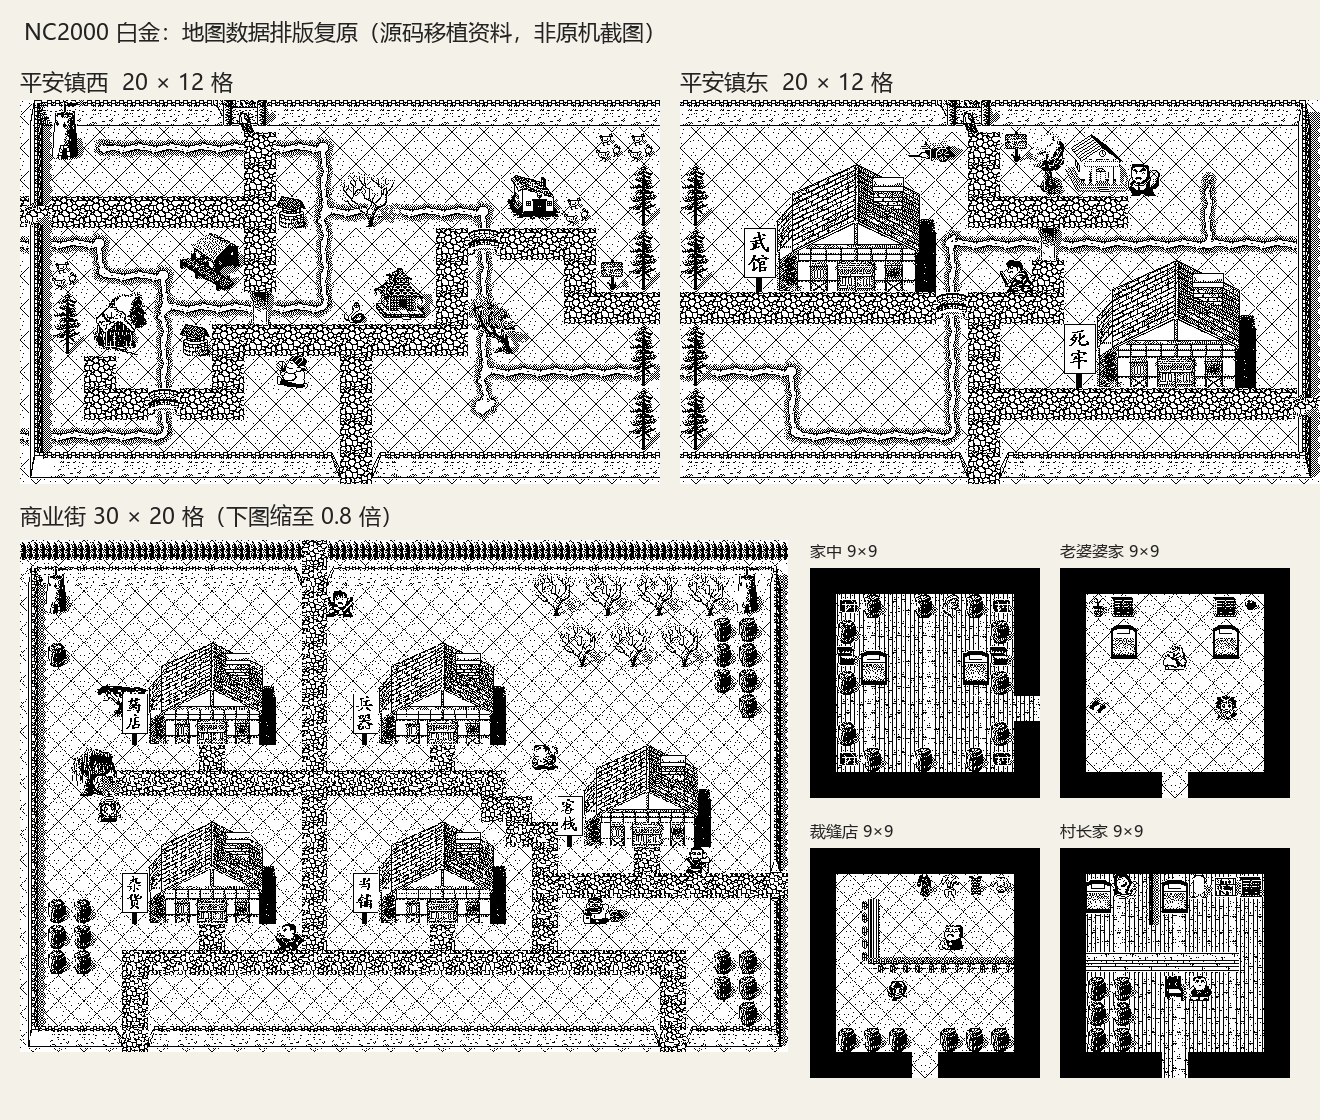 NC2000 白金：地图数据排版复原（源码移植资料，非原机截图）
平安镇西 20 × 12 格
平安镇东 20 × 12 格
武馆
死牢
商业街 30 × 20 格（下图缩至 0.8 倍）
药店
兵器
客栈
杂货
当铺
家中 9×9
老婆婆家 9×9
裁缝店 9×9
村长家 9×9